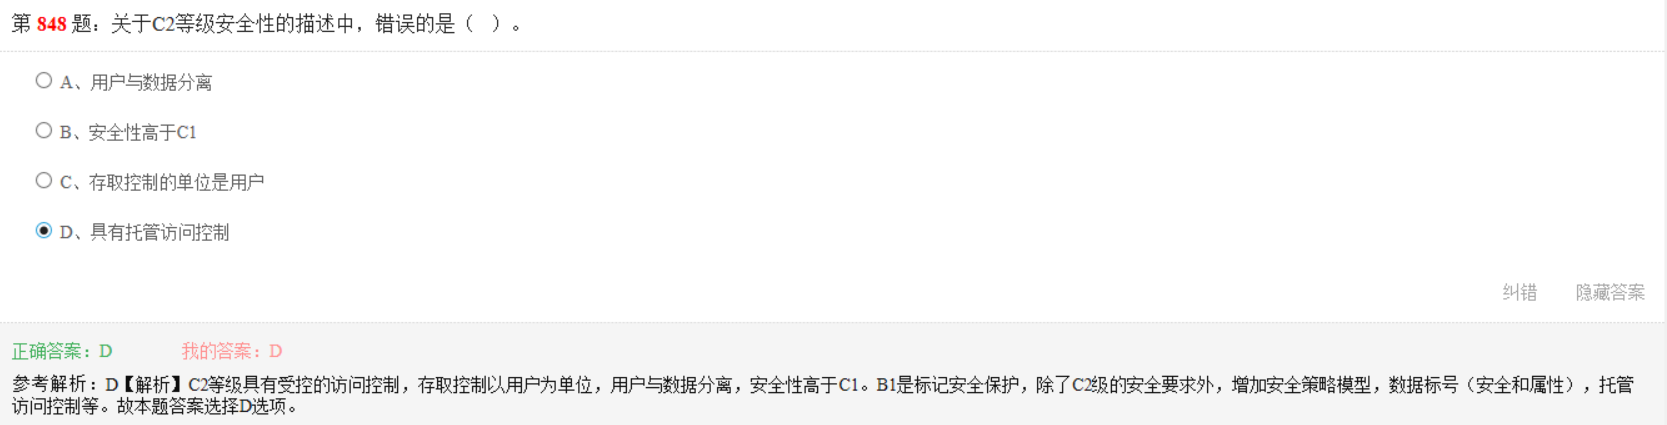 第 848 题：关于C2等级安全性的描述中，错误的是（ ）。
A、用户与数据分离
B、安全性高于C1
C、存取控制的单位是用户
D、具有托管访问控制
纠错 隐藏答案
正确答案：D 我的答案：D
参考解析：D【解析】C2等级具有受控的访问控制，存取控制以用户为单位，用户与数据分离，安全性高于C1。B1是标记安全保护，除了C2级的安全要求外，增加安全策略模型，数据标号（安全和属性），托管
访问控制等。故本题答案选择D选项。